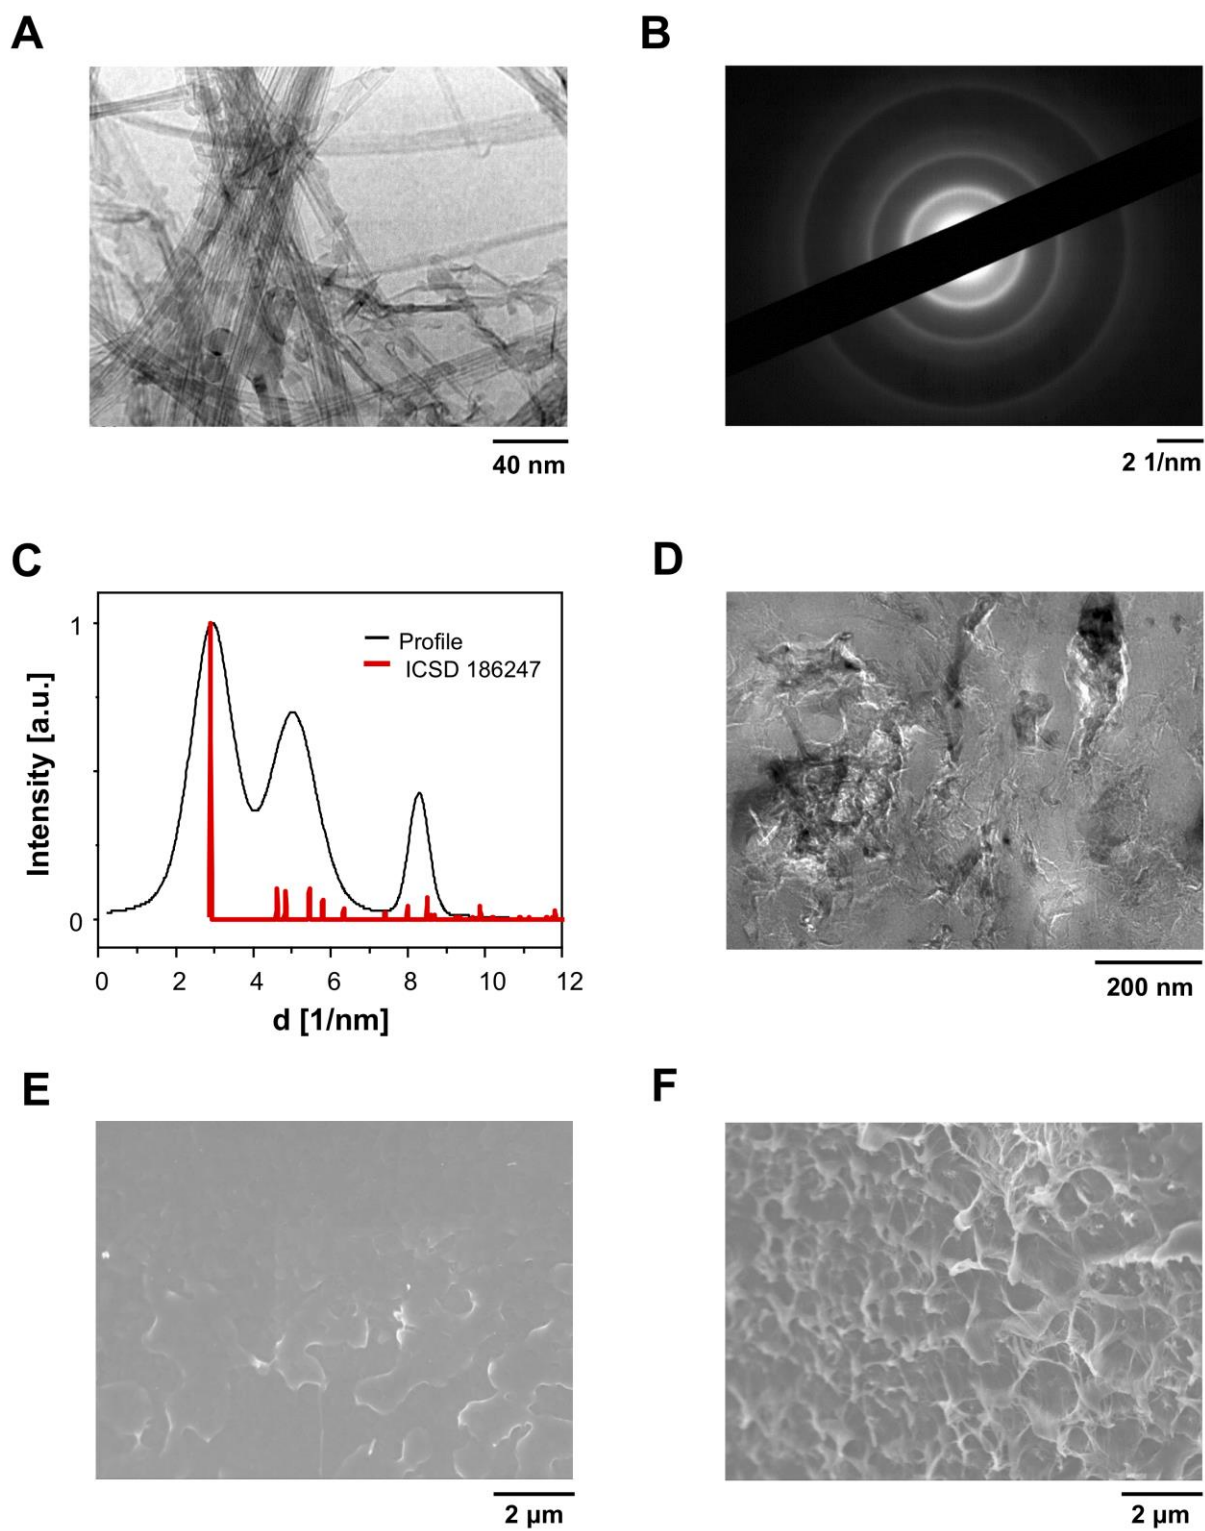 A
B
40 nm
2 1/nm
C
D
Intensity [a.u.]
1
0
Profile
ICSD 186247
0 2 4 6 8 10 12
d [1/nm]
200 nm
E
F
2 µm
2 µm